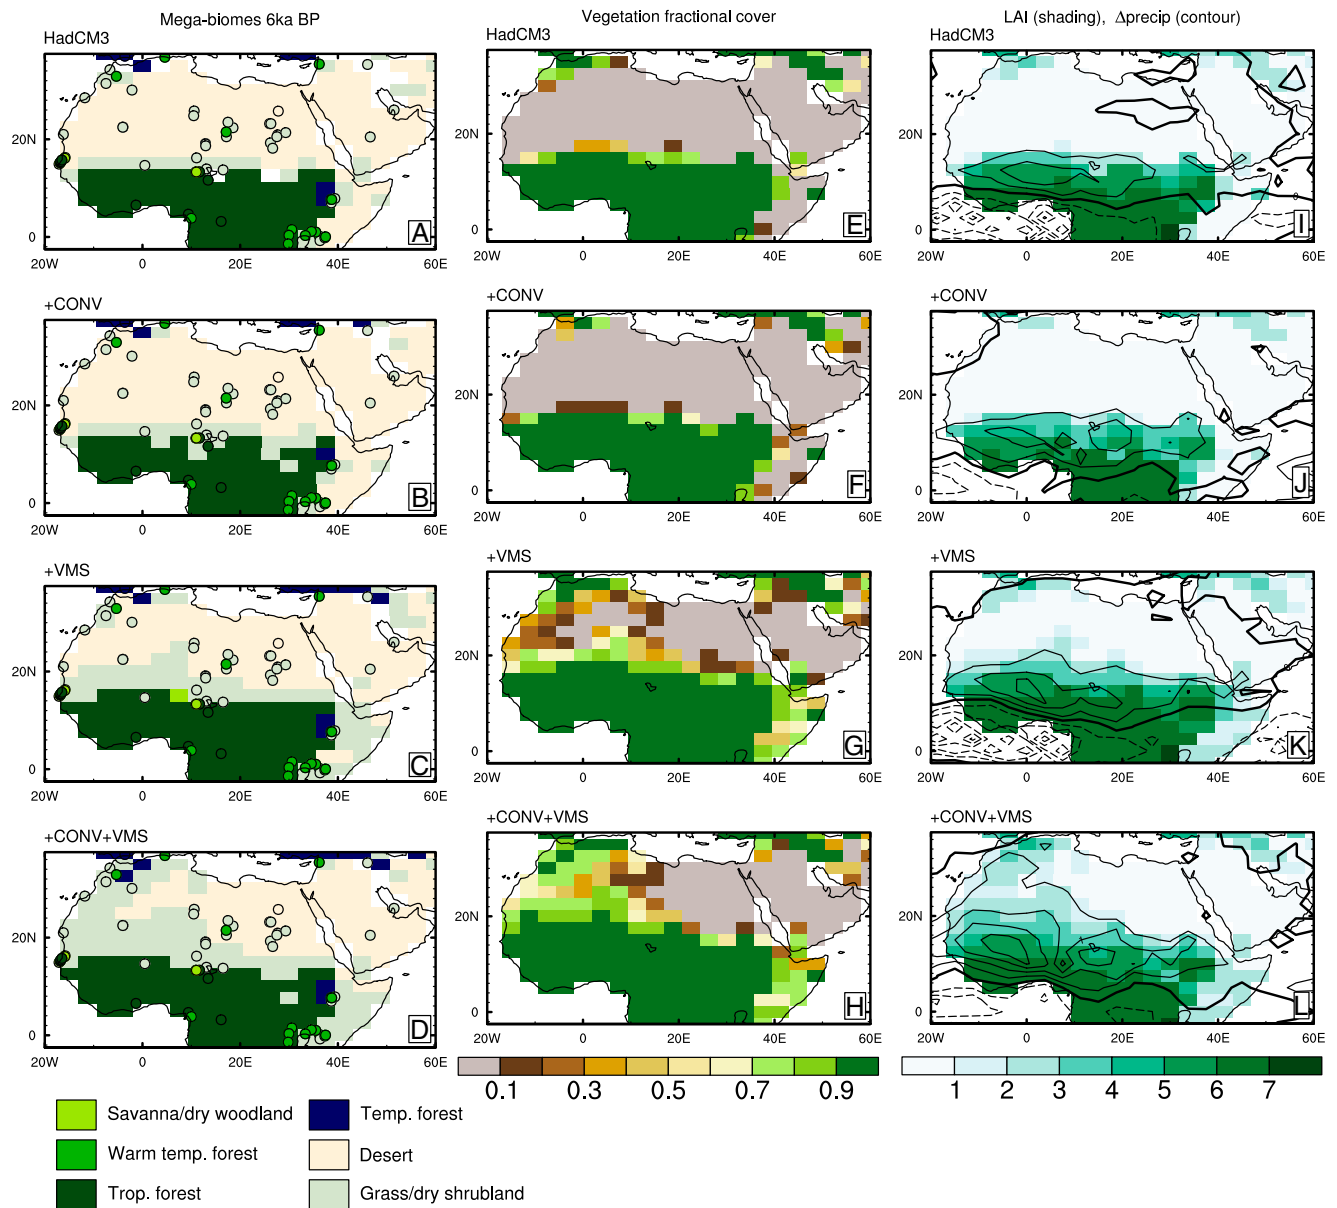 Mega-biomes 6ka BP
Vegetation fractional cover
LAI (shading), Δprecip (contour)
HadCM3
HadCM3
HadCM3
20N
0
20W 0 20E 40E 60E
A
20N
0
20W 0 20E 40E 60E
E
20N
0
20W 0 20E 40E 60E
I
+CONV
+CONV
+CONV
20N
0
20W 0 20E 40E 60E
B
20N
0
20W 0 20E 40E 60E
F
20N
0
20W 0 20E 40E 60E
J
+VMS
+VMS
+VMS
20N
0
20W 0 20E 40E 60E
C
20N
0
20W 0 20E 40E 60E
G
20N
0
20W 0 20E 40E 60E
K
+CONV+VMS
+CONV+VMS
+CONV+VMS
20N
0
20W 0 20E 40E 60E
D
20N
0
20W 0 20E 40E 60E
H
20N
0
20W 0 20E 40E 60E
L
0.1 0.3 0.5 0.7 0.9
1 2 3 4 5 6 7
Savanna/dry woodland
Temp. forest
Warm temp. forest
Desert
Trop. forest
Grass/dry shrubland